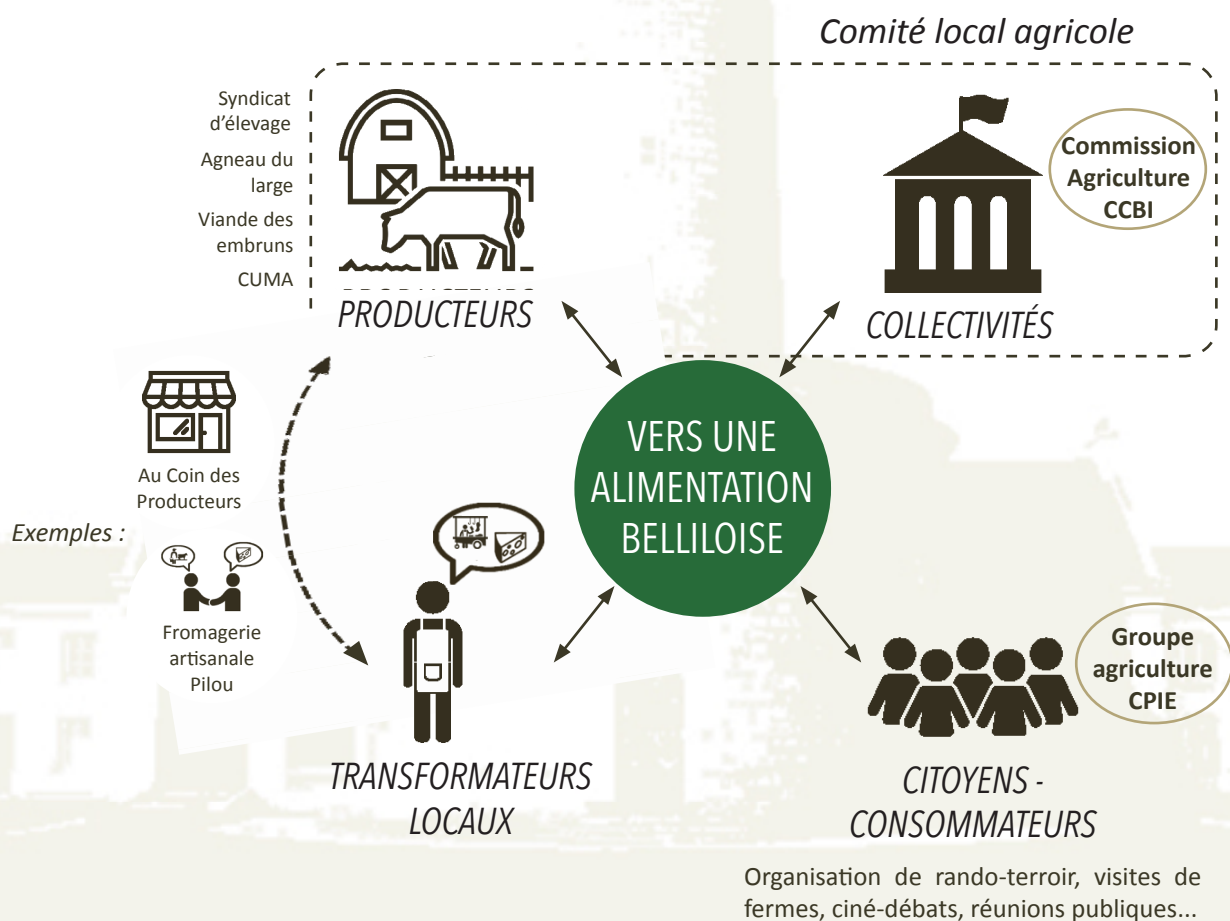 Comité local agricole
Syndicat
d'élevage
Agneau du
large
Viande des
embruns
CUMA
PRODUCTEURS
Commission
Agriculture
CCBI
COLLECTIVITÉS
Au Coin des
Producteurs
Exemples :
Fromagerie
artisanale
Pilou
VERS UNE
ALIMENTATION
BELLILOISE
TRANSFORMATEURS
LOCAUX
Groupe
agriculture
CPIE
CITOYENS -
CONSOMMATEURS
Organisation de rando-terroir, visites de
fermes, ciné-débats, réunions publiques...